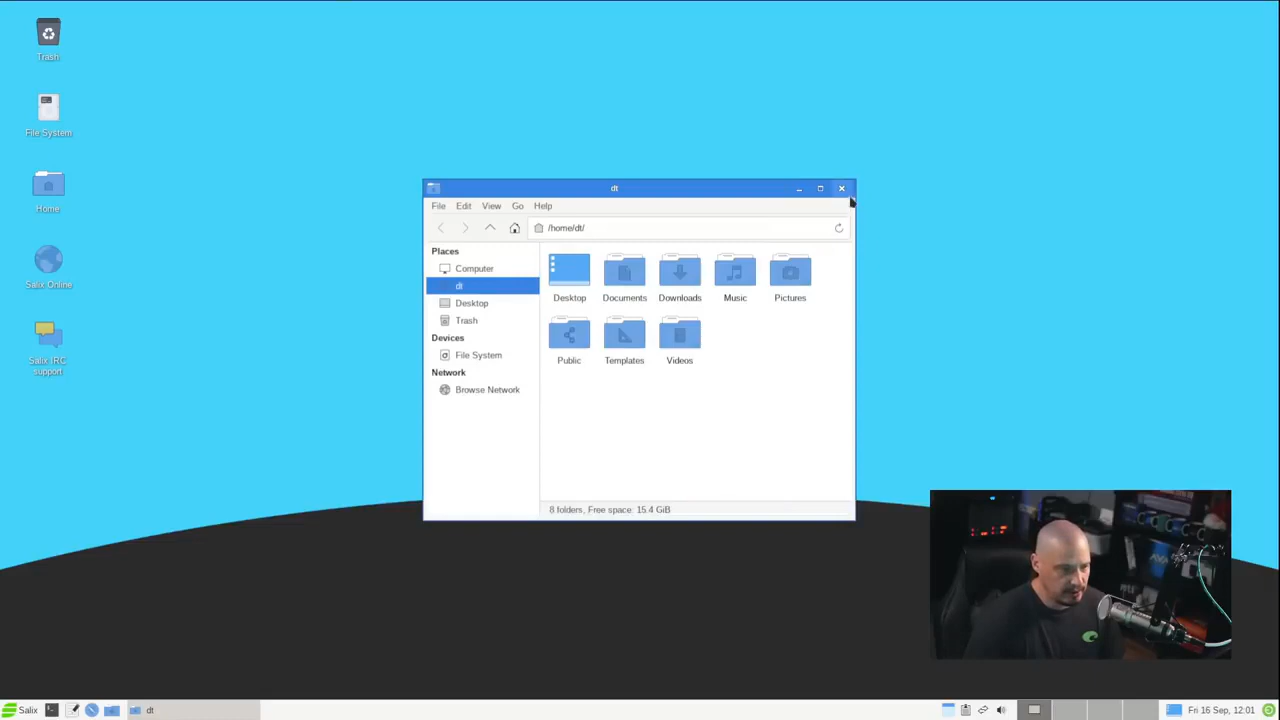 Trash
File System
Home
Salix Online
Salix IRC
support
dt
File Edit View Go Help
/home/dt/
Places
Computer
dt
Desktop
Trash
Devices
File System
Network
Browse Network
Desktop Documents Downloads Music Pictures
Public Templates Videos
8 folders, Free space: 15.4 GiB
Salix dt Fri 16 Sep, 12:01